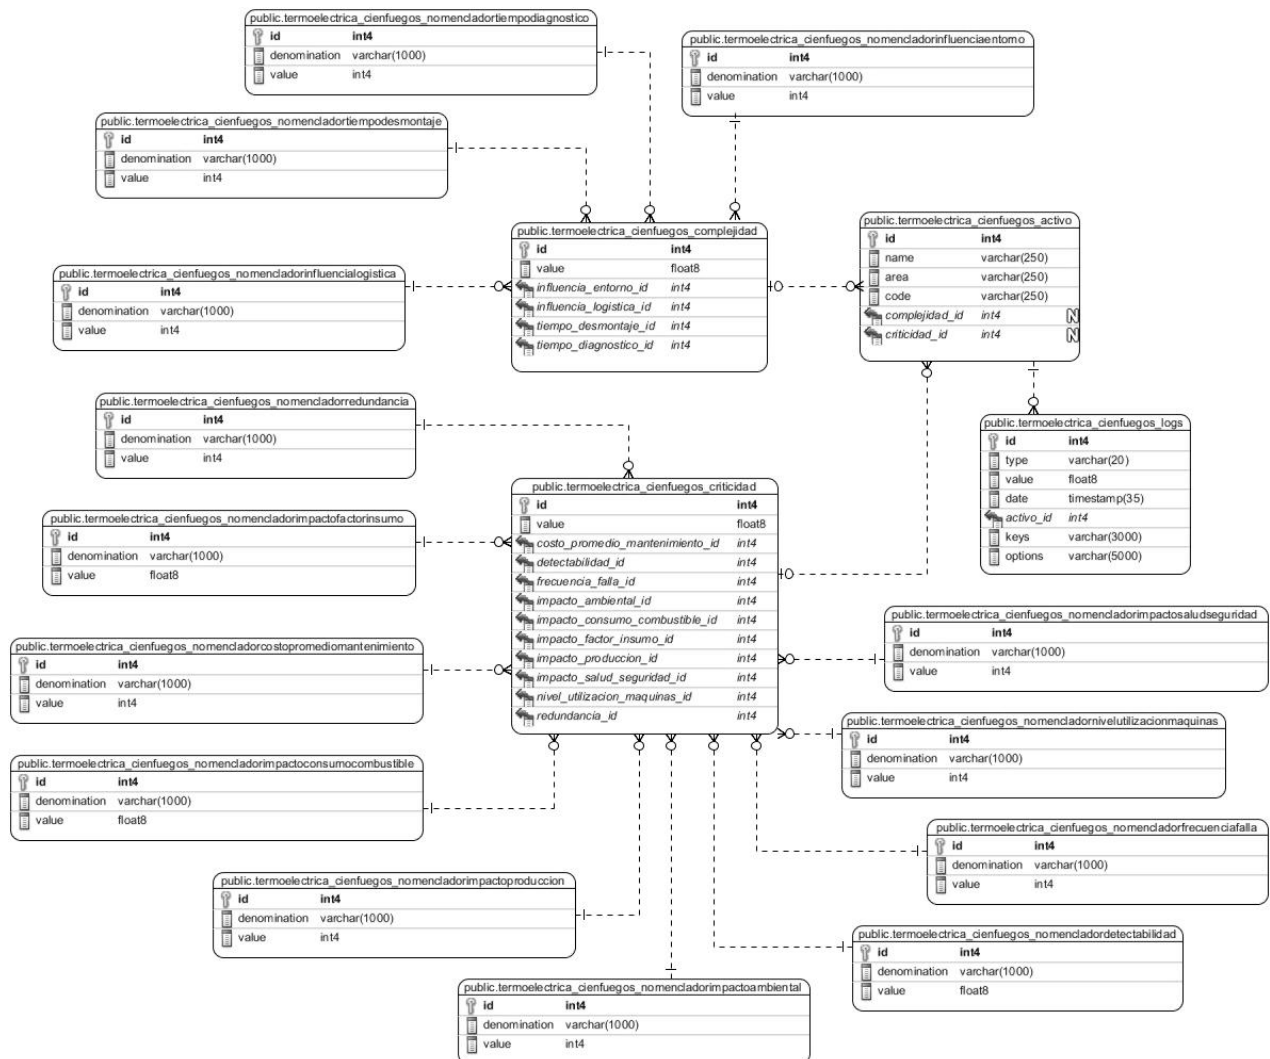 public.termoelectrica_cienfuegos_nomencladortiempodiagnostico
id int4
denomination varchar(1000)
value int4
public.termoelectrica_cienfuegos_nomencladorinfluenciaentorno
id int4
denomination varchar(1000)
value int4
public.termoelectrica_cienfuegos_nomencladortiempodesmontaje
id int4
denomination varchar(1000)
value int4
public.termoelectrica_cienfuegos_complejidad
id int4
value float8
influencia_entorno_id int4
influencia_logistica_id int4
tiempo_desmontaje_id int4
tiempo_diagnostico_id int4
public.termoelectrica_cienfuegos_activo
id int4
name varchar(250)
area varchar(250)
code varchar(250)
complejidad_id int4 N
criticidad_id int4 N
public.termoelectrica_cienfuegos_nomencladorinfluencialogistica
id int4
denomination varchar(1000)
value int4
public.termoelectrica_cienfuegos_nomencladorredundancia
id int4
denomination varchar(1000)
value int4
public.termoelectrica_cienfuegos_logs
id int4
type varchar(20)
value float8
date timestamp(35)
activo_id int4
keys varchar(3000)
options varchar(5000)
public.termoelectrica_cienfuegos_criticidad
id int4
value float8
costo_promedio_mantenimiento_id int4
detectabilidad_id int4
frecuencia_falla_id int4
impacto_ambiental_id int4
impacto_consumo_combustible_id int4
impacto_factor_insumo_id int4
impacto_produccion_id int4
impacto_salud_seguridad_id int4
nivel_utilizacion_maquinas_id int4
redundancia_id int4
public.termoelectrica_cienfuegos_nomencladorimpactofactorinsumo
id int4
denomination varchar(1000)
value float8
public.termoelectrica_cienfuegos_nomencladorimpactosaludseguridad
id int4
denomination varchar(1000)
value int4
public.termoelectrica_cienfuegos_nomencladorcostopromediomantenimiento
id int4
denomination varchar(1000)
value int4
public.termoelectrica_cienfuegos_nomencladornivelutilizacionmaquinas
id int4
denomination varchar(1000)
value int4
public.termoelectrica_cienfuegos_nomencladorimpactoconsumocombustible
id int4
denomination varchar(1000)
value float8
public.termoelectrica_cienfuegos_nomencladorfrecuenciafalla
id int4
denomination varchar(1000)
value int4
public.termoelectrica_cienfuegos_nomencladorimpactoproduccion
id int4
denomination varchar(1000)
value int4
public.termoelectrica_cienfuegos_nomencladordetectabilidad
id int4
denomination varchar(1000)
value float8
public.termoelectrica_cienfuegos_nomencladorimpactoambiental
id int4
denomination varchar(1000)
value int4